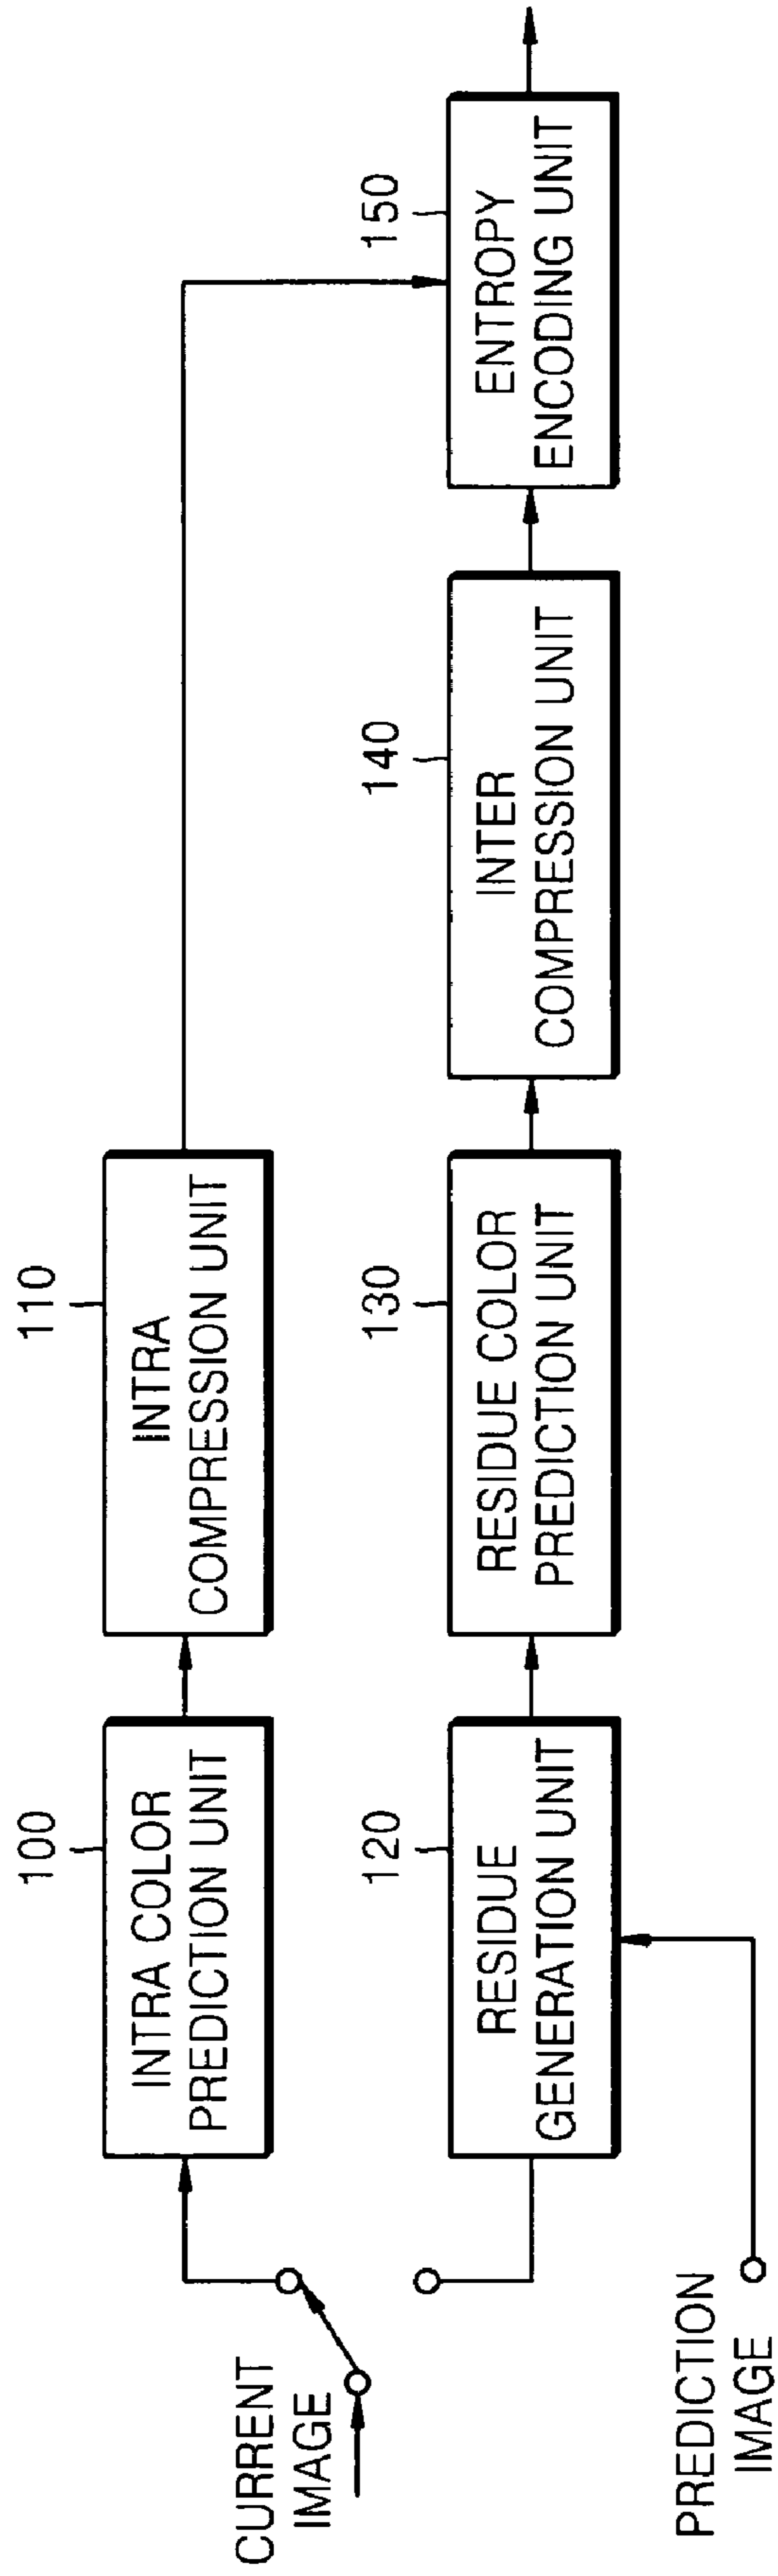 100
INTRA COLOR
PREDICTION UNIT
110
INTRA
COMPRESSION UNIT
CURRENT
IMAGE
120
RESIDUE
GENERATION UNIT
130
RESIDUE COLOR
PREDICTION UNIT
140
INTER
COMPRESSION UNIT
150
ENTROPY
ENCODING UNIT
PREDICTION
IMAGE